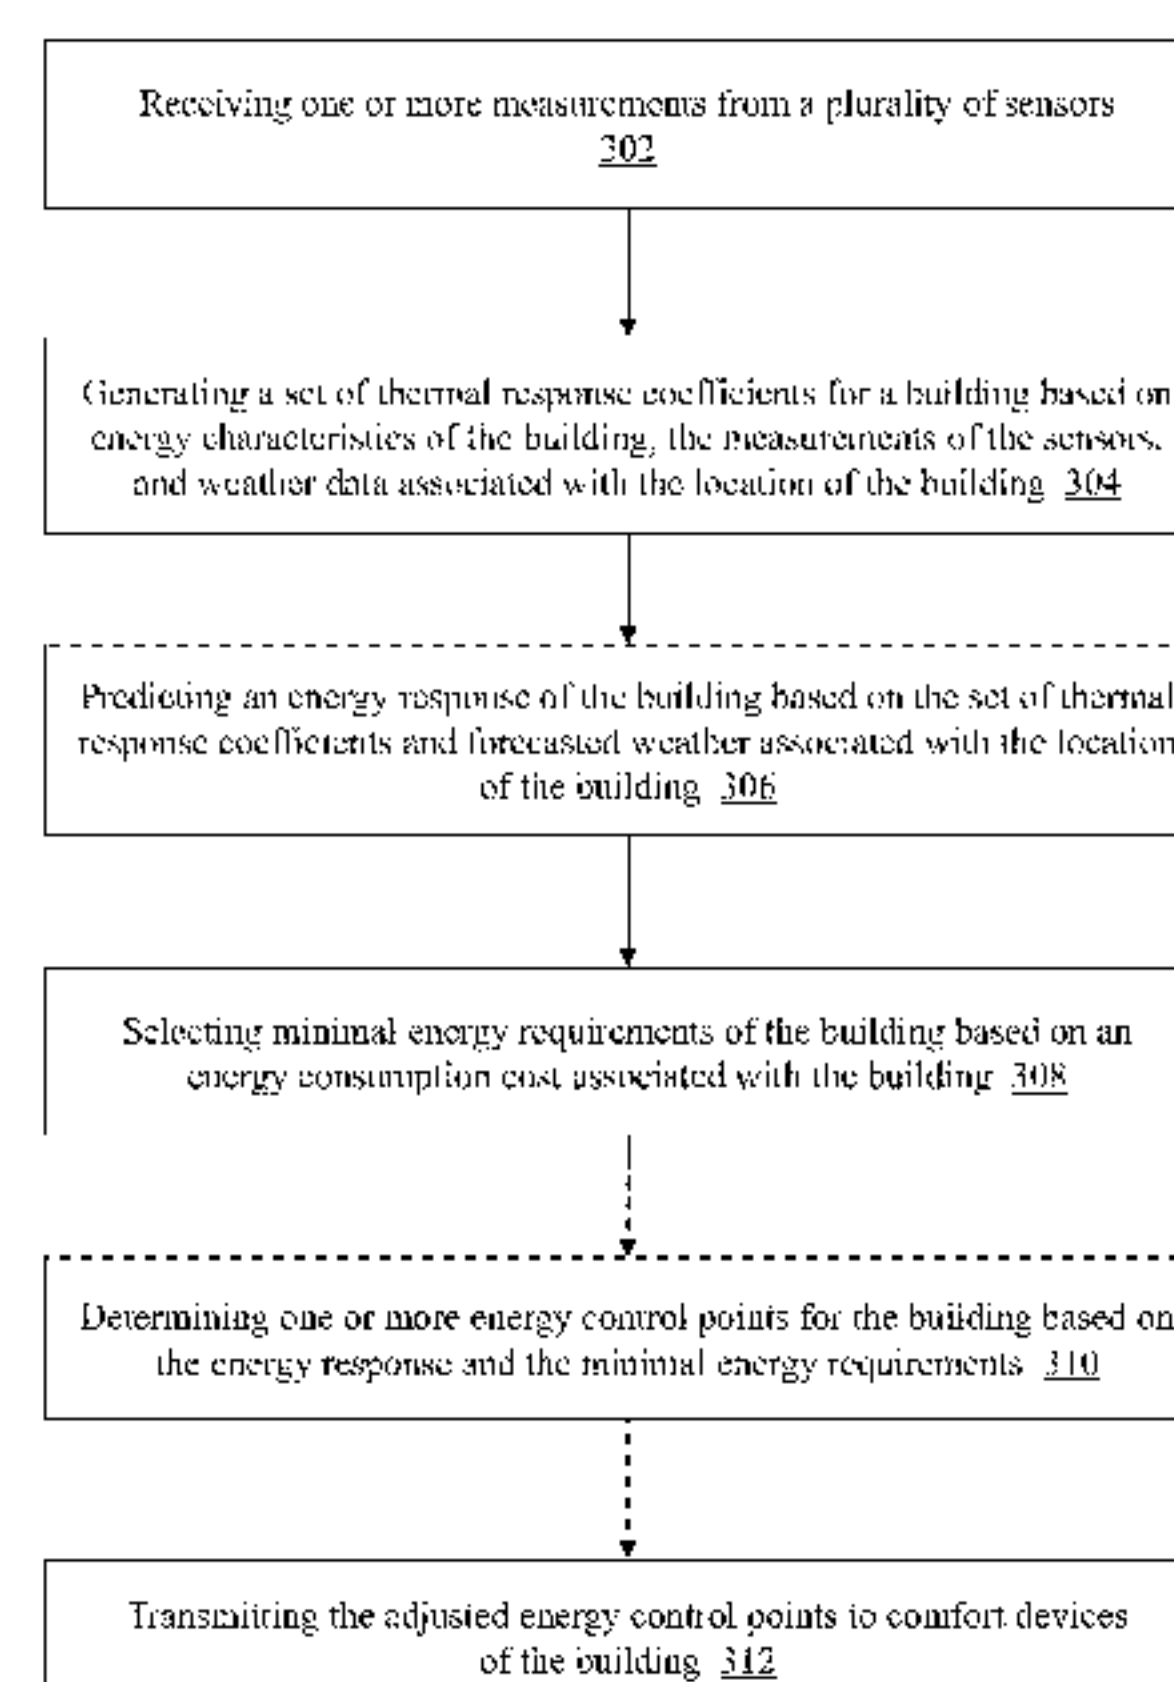 Receiving one or more measurements from a plurality of sensors
302
Generating a set of thermal response coefficients for a building based on
energy characteristics of the building, the measurements of the sensors,
and weather data associated with the location of the building 304
Predicting an energy response of the building based on the set of thermal
response coefficients and forecasted weather associated with the location
of the building 306
Selecting minimal energy requirements of the building based on an
energy consumption cost associated with the building 308
Determining one or more energy control points for the building based on
the energy response and the minimal energy requirements 310
Transmitting the adjusted energy control points to comfort devices
of the building 312